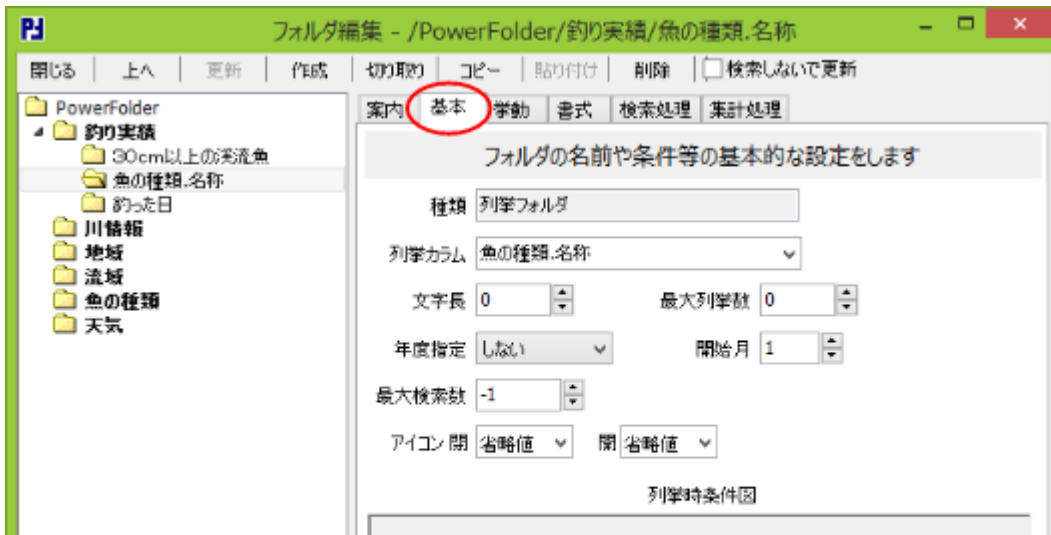 フォルダ編集 - /PowerFolder/釣り実績/魚の種類.名称
閉じる 上へ 更新 作成 切り取り コピー 貼り付け 削除 検索しないで更新
PowerFolder
釣り実績
30cm以上の渓流魚
魚の種類.名称
釣った日
川情報
地域
流域
魚の種類
天気
案内 基本 挙動 書式 検索処理 集計処理
フォルダの名前や条件等の基本的な設定をします
種類 列挙フォルダ
列挙カラム 魚の種類.名称
文字長 0 最大列挙数 0
年度指定 しない 開始月 1
最大検索数 -1
アイコン 閉 省略値 開 省略値
列挙時条件図